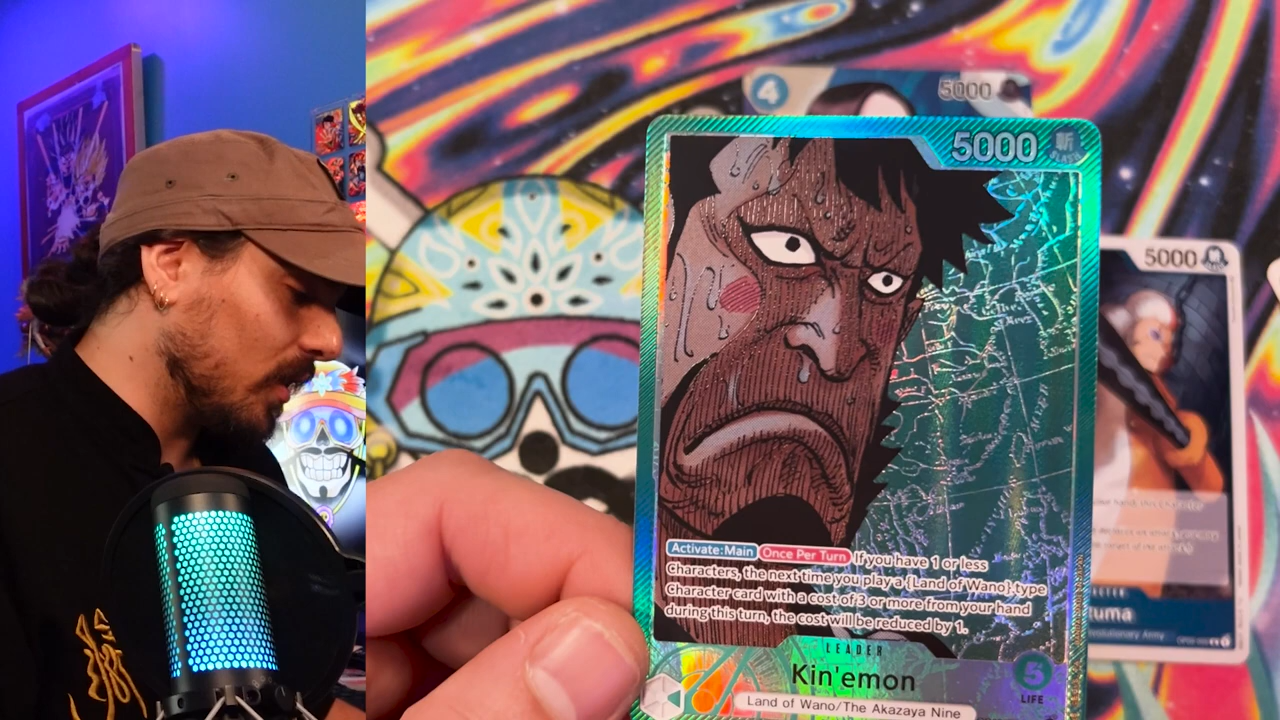 4
5000
5000
斬
SLASH
5000
Activate:Main Once Per Turn If you have 1 or less
Characters, the next time you play a {Land of Wano} type
Character card with a cost of 3 or more from your hand
during this turn, the cost will be reduced by 1.
LEADER
Kin'emon
5
LIFE
Land of Wano/The Akazaya Nine